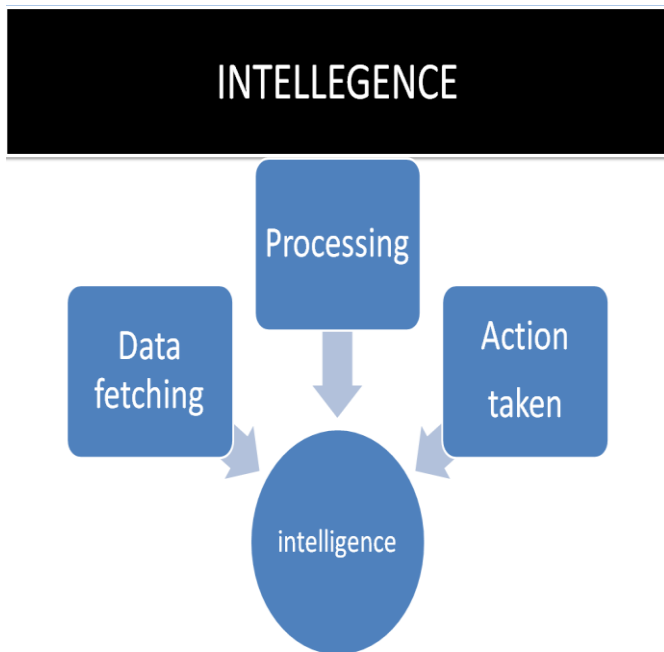 INTELLEGENCE
Processing
Data
fetching
Action
taken
intelligence